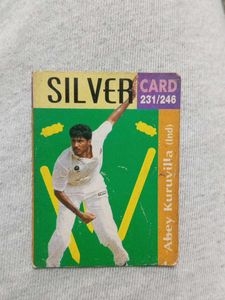 SILVER CARD
231/246
Abey Kuruvilla (Ind)